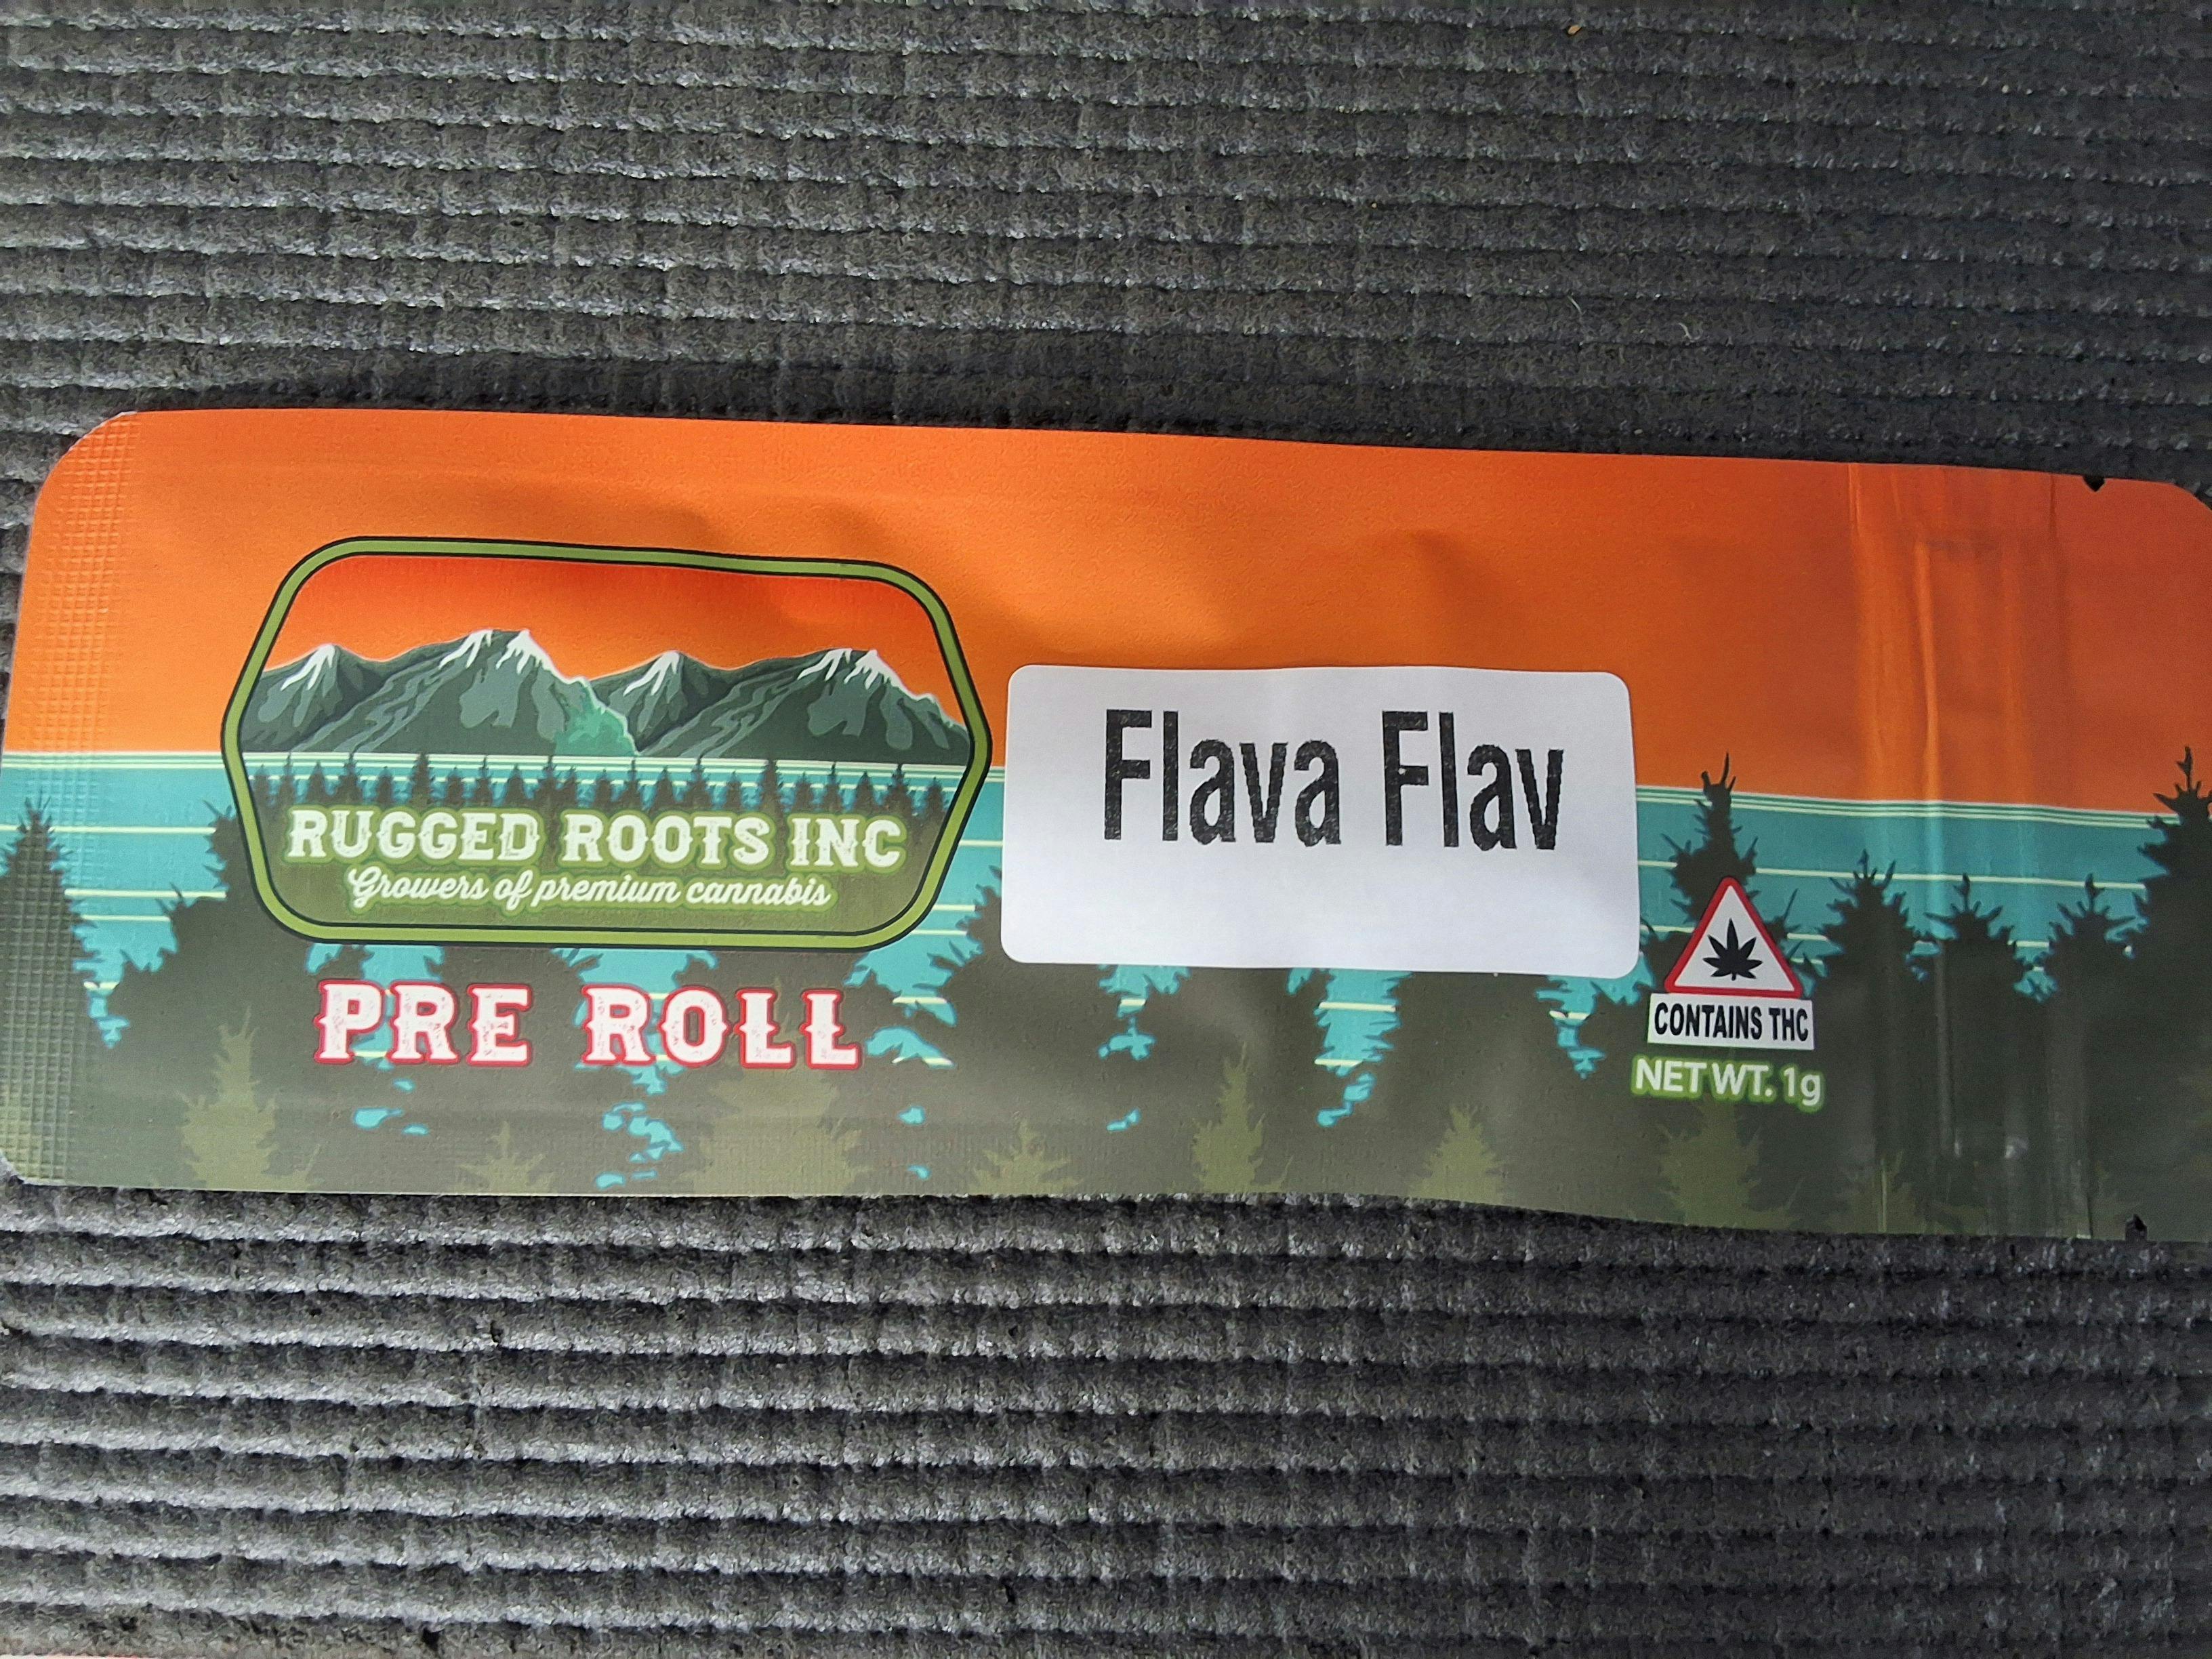 RUGGED ROOTS INC
Growers of premium cannabis
PRE ROLL
Flava Flav
CONTAINS THC
NET WT. 1g